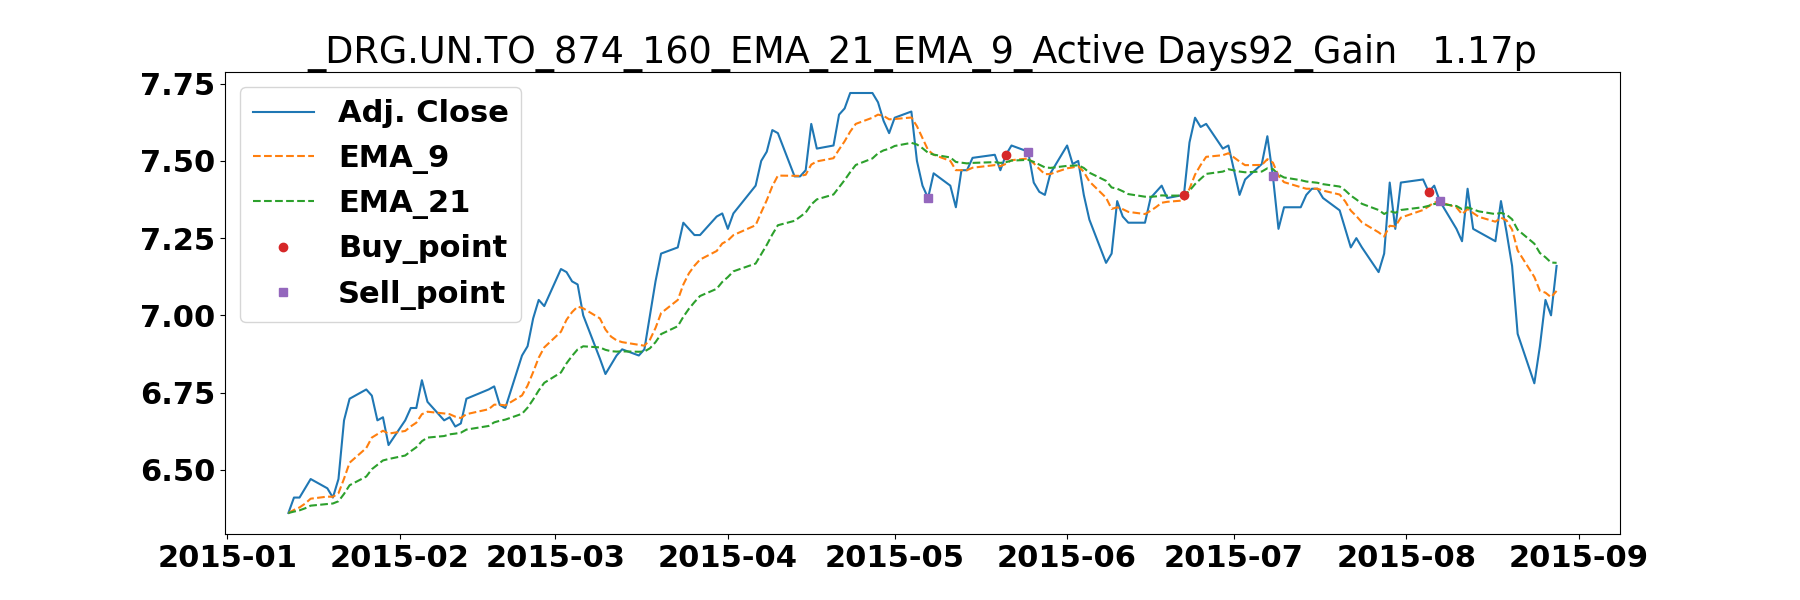 _DRG.UN.TO_874_160_EMA_21_EMA_9_Active Days92_Gain   1.17p
7.75
7.50
7.25
7.00
6.75
6.50
Adj. Close
EMA_9
EMA_21
Buy_point
Sell_point
2015-01 2015-02 2015-03 2015-04 2015-05 2015-06 2015-07 2015-08 2015-09